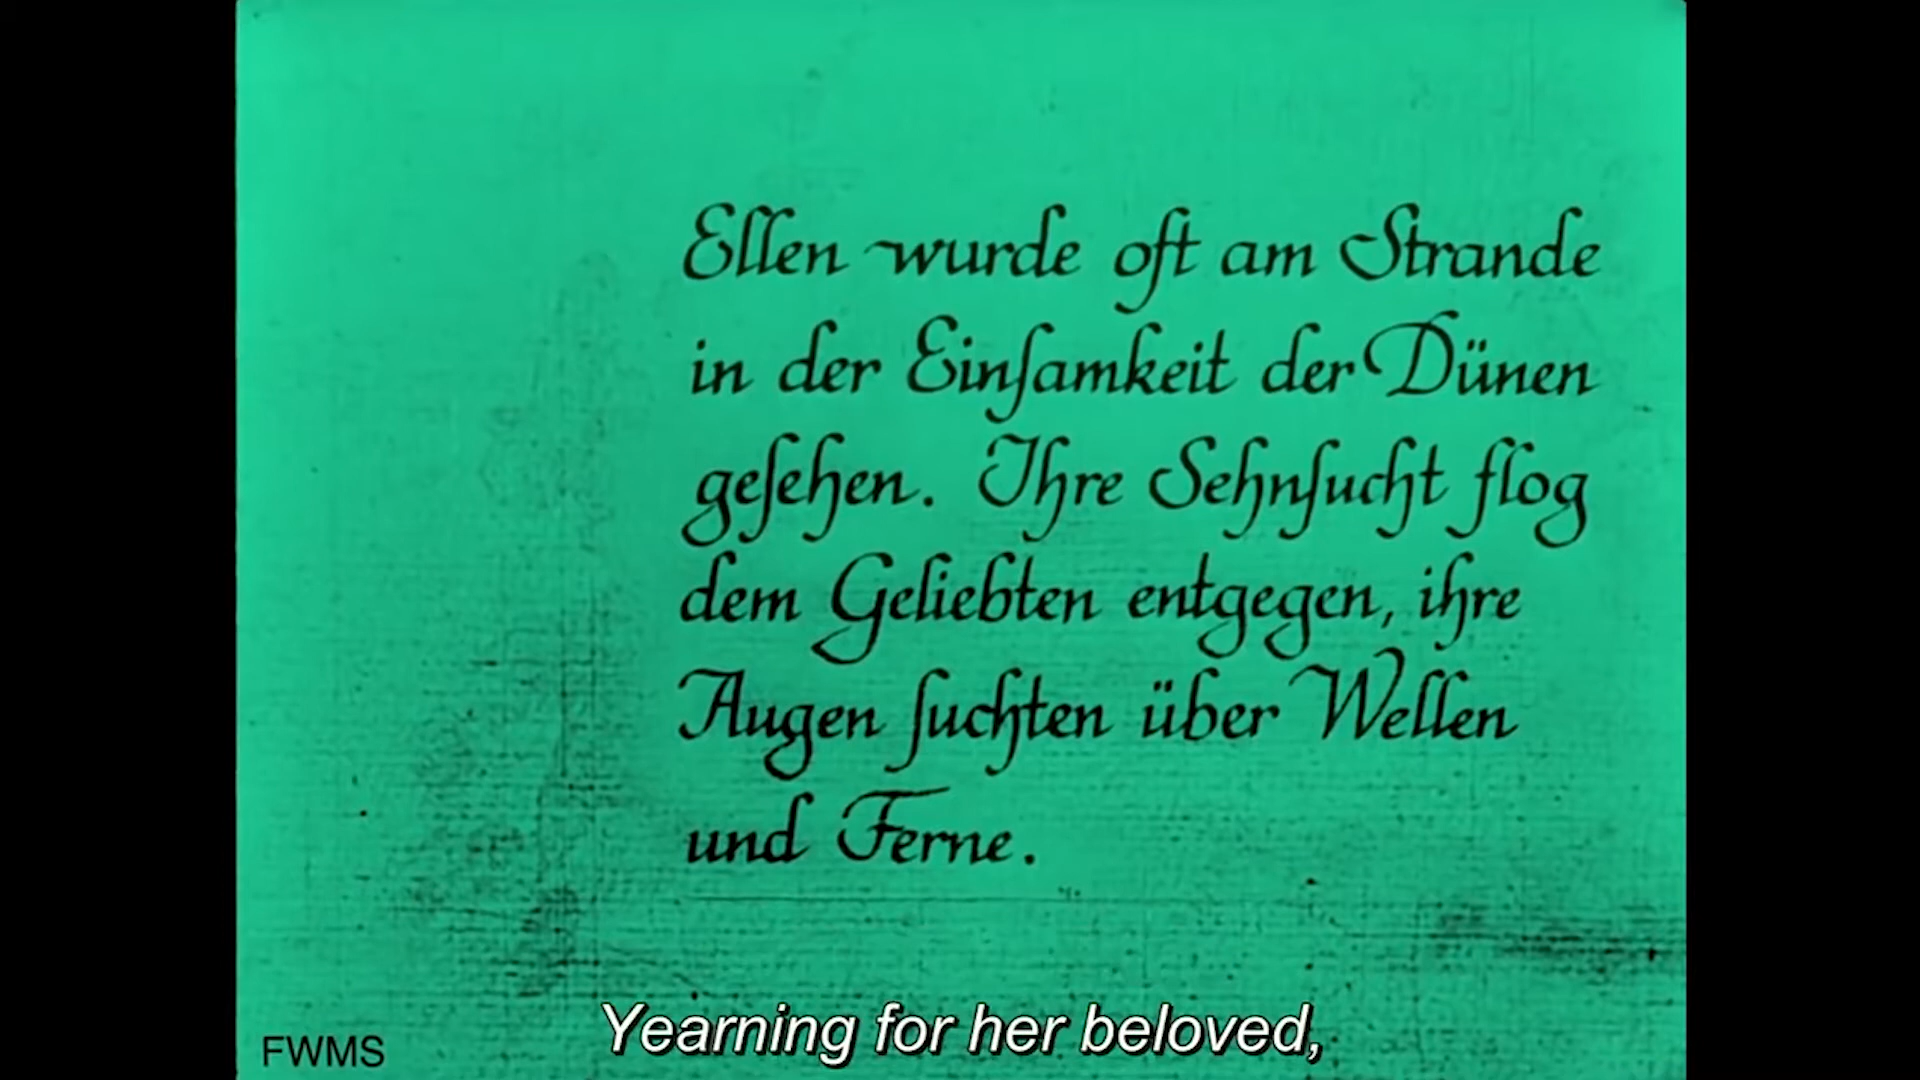 Ellen wurde oft am Strande
in der Einſamkeit der Dünen
geſehen. Ihre Sehnſucht flog
dem Geliebten entgegen, ihre
Augen ſuchten über Wellen
und Ferne.
Yearning for her beloved,
FWMS